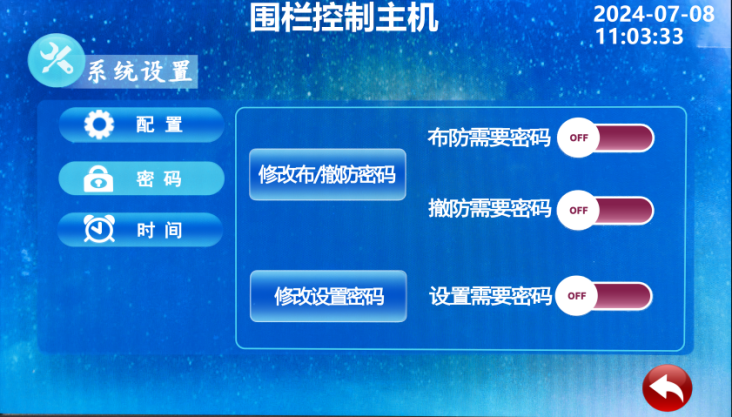 围栏控制主机
2024-07-08
11:03:33
系统设置
配置
密码
时间
修改布/撤防密码
布防需要密码
OFF
撤防需要密码
OFF
修改设置密码
设置需要密码
OFF